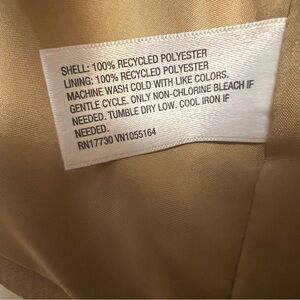 SHELL: 100% RECYCLED POLYESTER
LINING: 100% RECYCLED POLYESTER
MACHINE WASH COLD WITH LIKE COLORS.
GENTLE CYCLE. ONLY NON-CHLORINE BLEACH IF
NEEDED. TUMBLE DRY LOW. COOL IRON IF
NEEDED.
RN17730 VN1055164